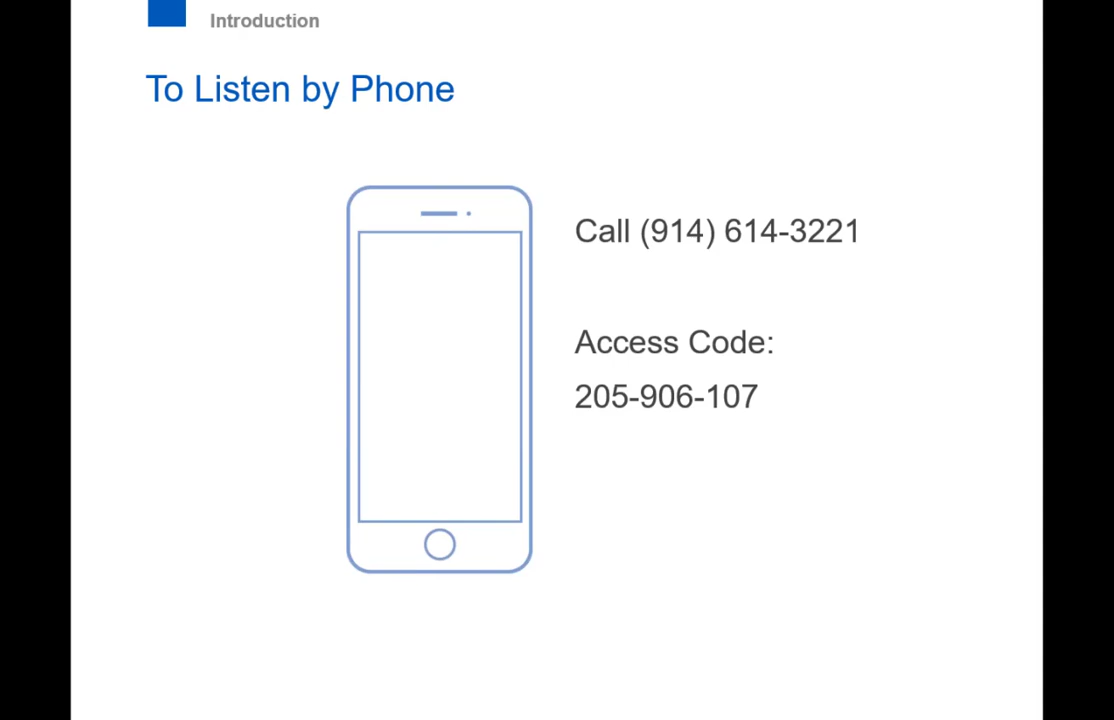 Introduction
To Listen by Phone
Call (914) 614-3221
Access Code:
205-906-107